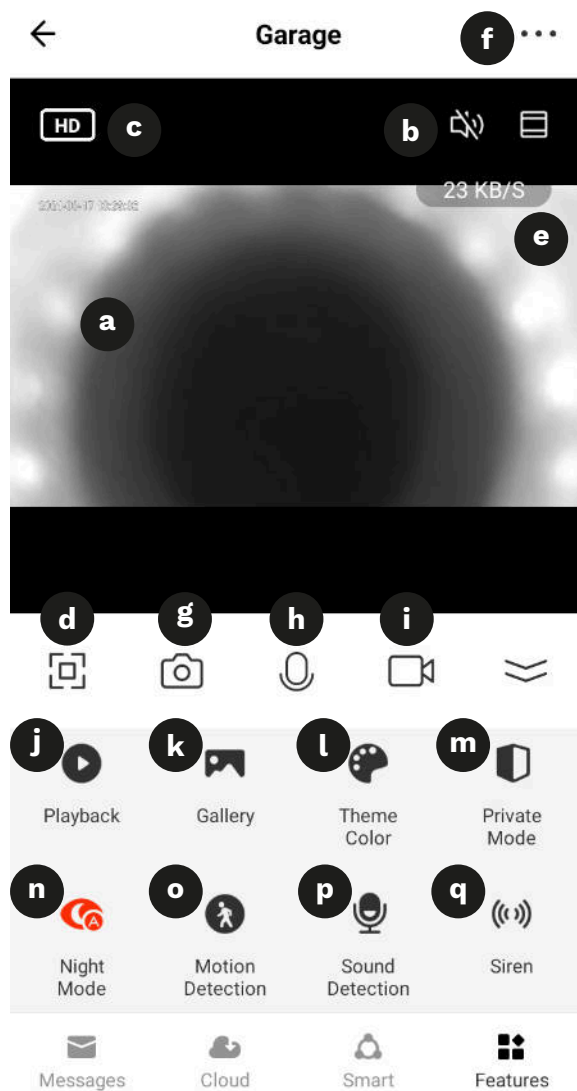 Garage
f
HD
c
b
23 KB/S
e
a
d
g
h
i
j
k
l
m
Playback
Gallery
Theme
Color
Private
Mode
n
A
o
p
q
Night
Mode
Motion
Detection
Sound
Detection
Siren
Messages
Cloud
Smart
Features